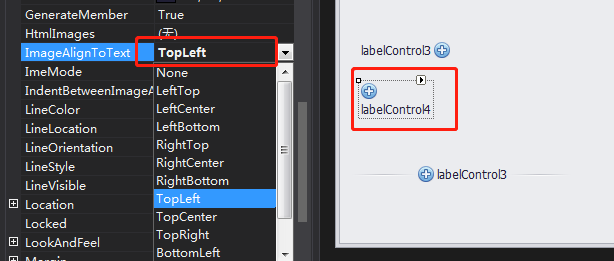 GenerateMember True
HtmlImages (无)
ImageAlignToText TopLeft
ImeMode None
IndentBetweenImageA LeftTop
LineColor LeftCenter
LineLocation LeftBottom
LineOrientation RightTop
LineStyle RightCenter
LineVisible RightBottom
Location TopLeft
Locked TopCenter
LookAndFeel TopRight
BottomLeft
labelControl3
labelControl4
labelControl3